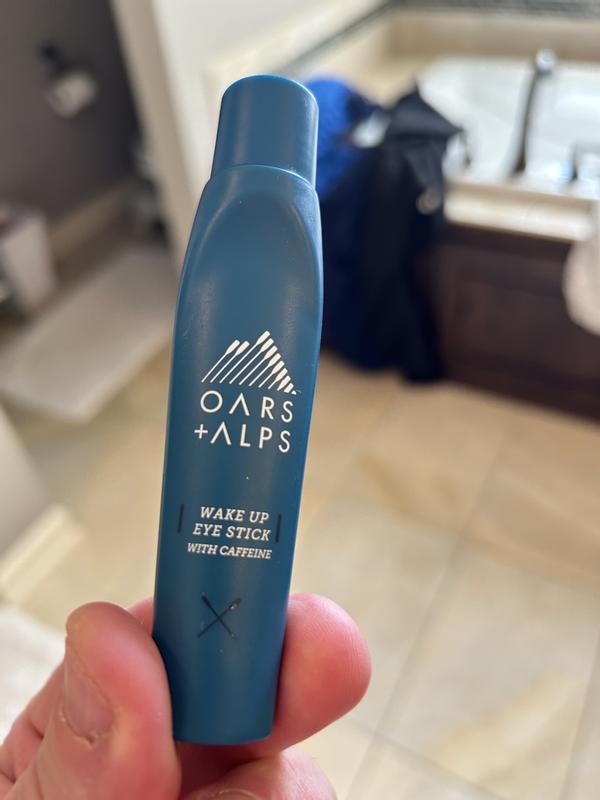 OARS
+ALPS
WAKE UP
EYE STICK
WITH CAFFEINE